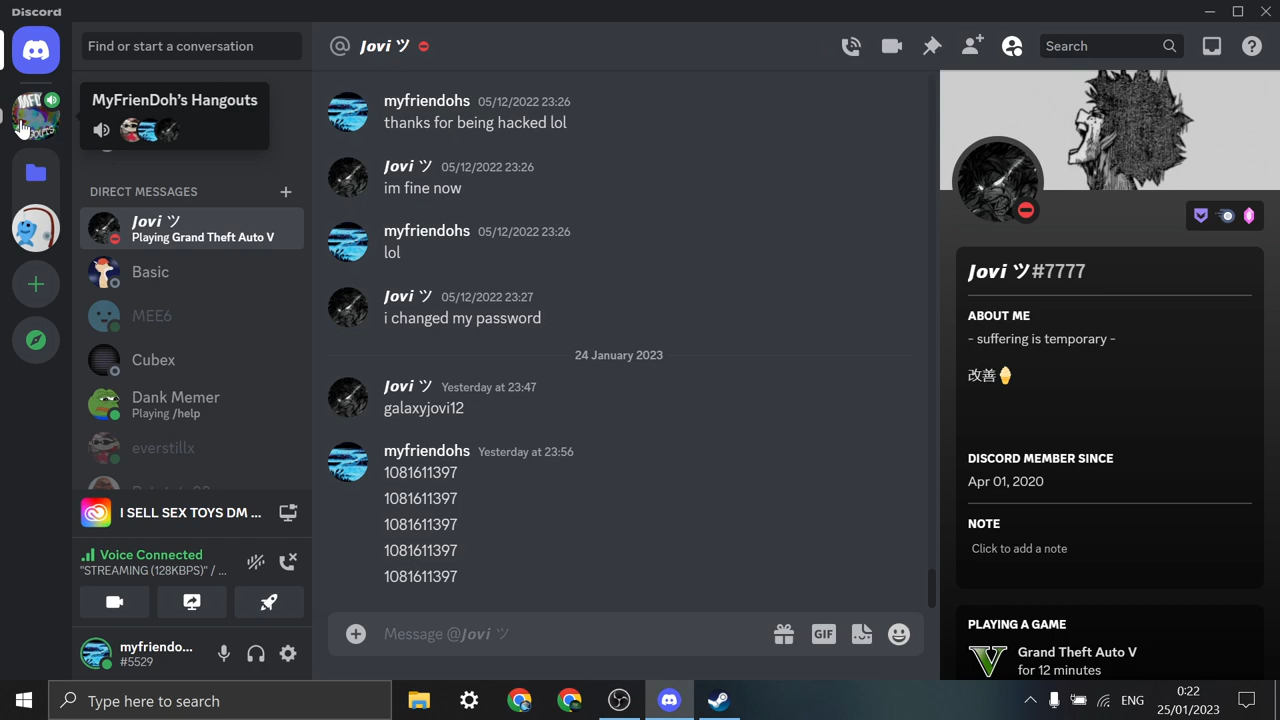 Discord
Find or start a conversation
MyFrienDoh's Hangouts
DIRECT MESSAGES
Jovi ツ
Playing Grand Theft Auto V
Basic
MEE6
Cubex
Dank Memer
Playing /help
everstillx
I SELL SEX TOYS DM ...
Voice Connected
"STREAMING (128KBPS)" / ...
myfriendo...
#5529
Jovi ツ
Search
myfriendohs 05/12/2022 23:26
thanks for being hacked lol
Jovi ツ 05/12/2022 23:26
im fine now
myfriendohs 05/12/2022 23:26
lol
Jovi ツ 05/12/2022 23:27
i changed my password
24 January 2023
Jovi ツ Yesterday at 23:47
galaxyjovi12
myfriendohs Yesterday at 23:56
1081611397
1081611397
1081611397
1081611397
1081611397
Message @Jovi ツ
GIF
Jovi ツ#7777
ABOUT ME
- suffering is temporary -
改善🍦
DISCORD MEMBER SINCE
Apr 01, 2020
NOTE
Click to add a note
PLAYING A GAME
Grand Theft Auto V
for 12 minutes
Type here to search
ENG
0:22
25/01/2023